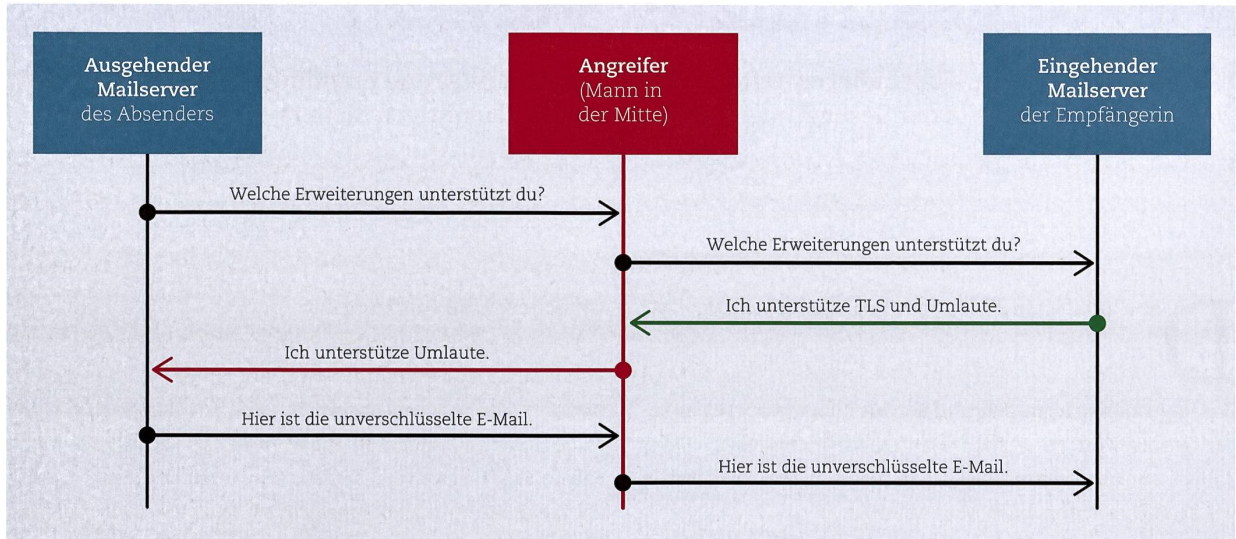 Ausgehender
Mailserver
des Absenders
Angreifer
(Mann in
der Mitte)
Eingehender
Mailserver
der Empfängerin
Welche Erweiterungen unterstützt du?
Welche Erweiterungen unterstützt du?
Ich unterstütze TLS und Umlaute.
Ich unterstütze Umlaute.
Hier ist die unverschlüsselte E-Mail.
Hier ist die unverschlüsselte E-Mail.